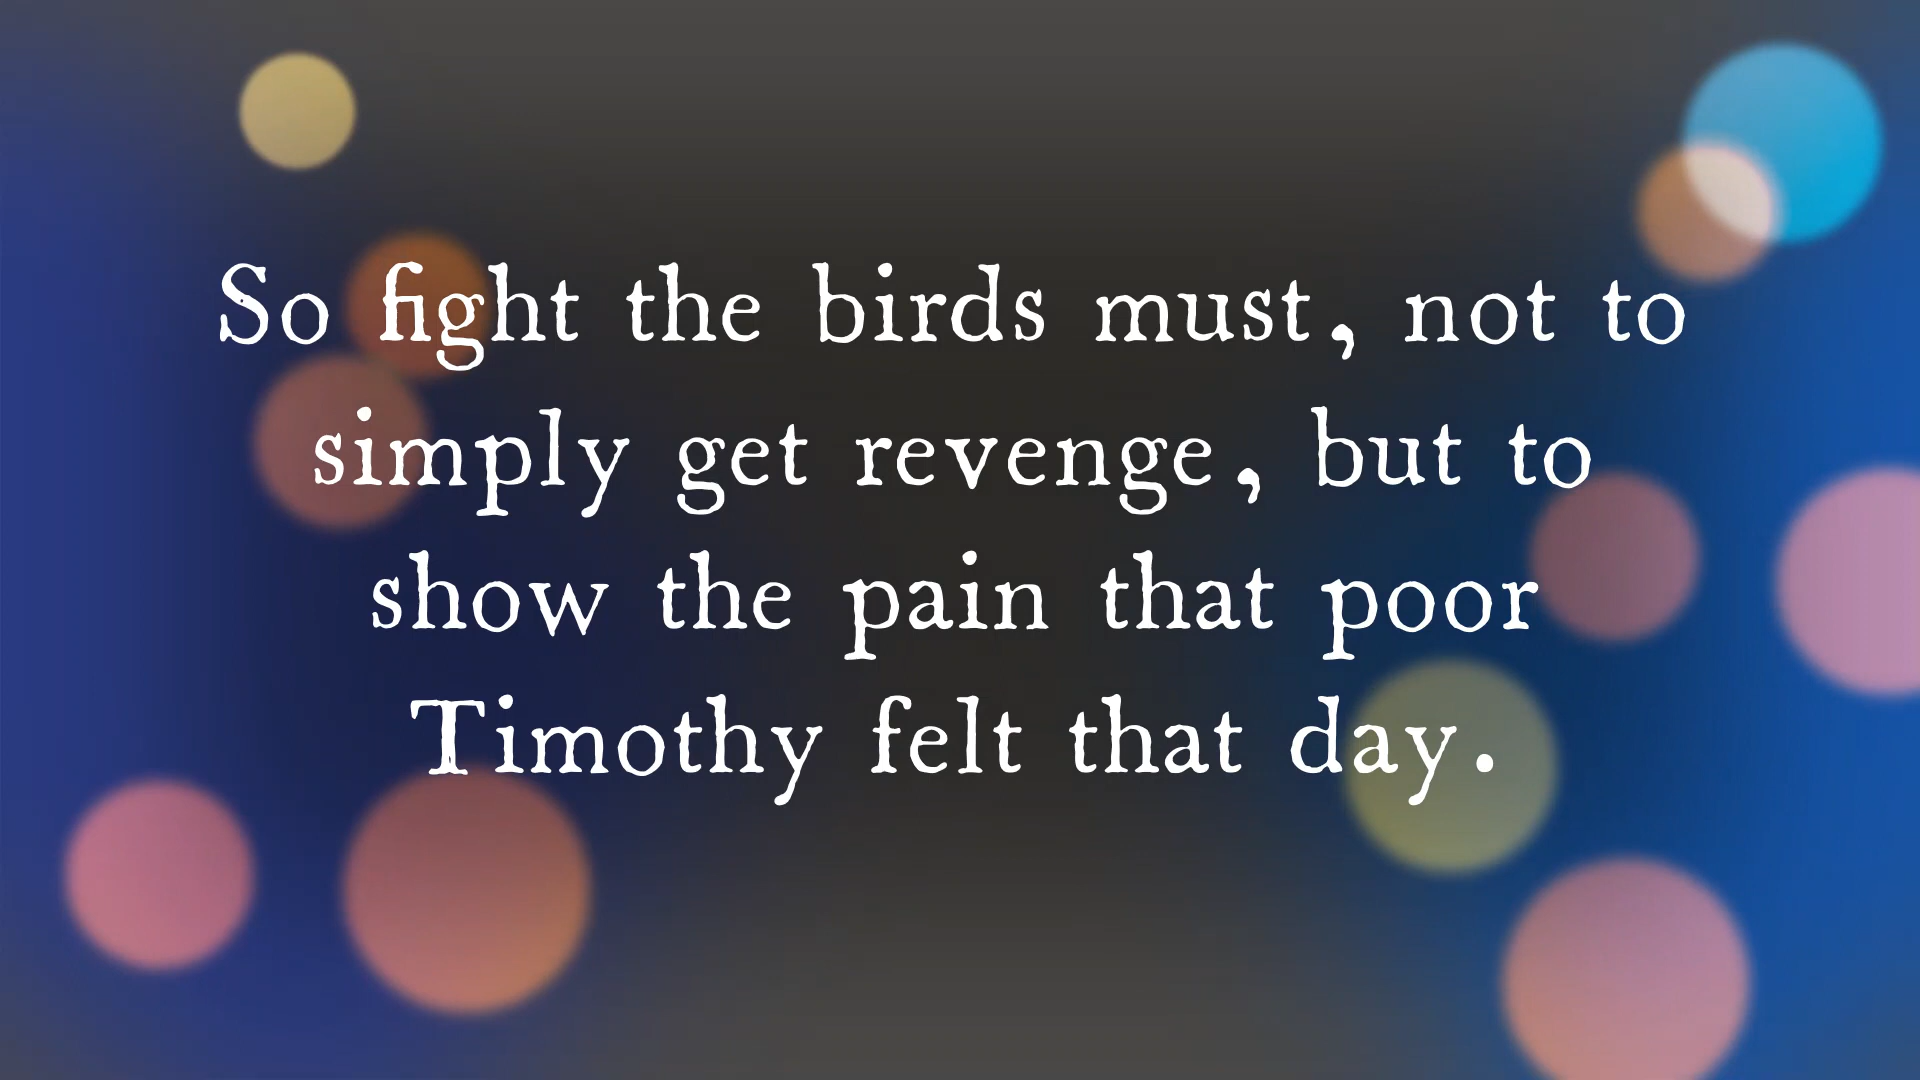 So fight the birds must, not to
simply get revenge, but to
show the pain that poor
Timothy felt that day.